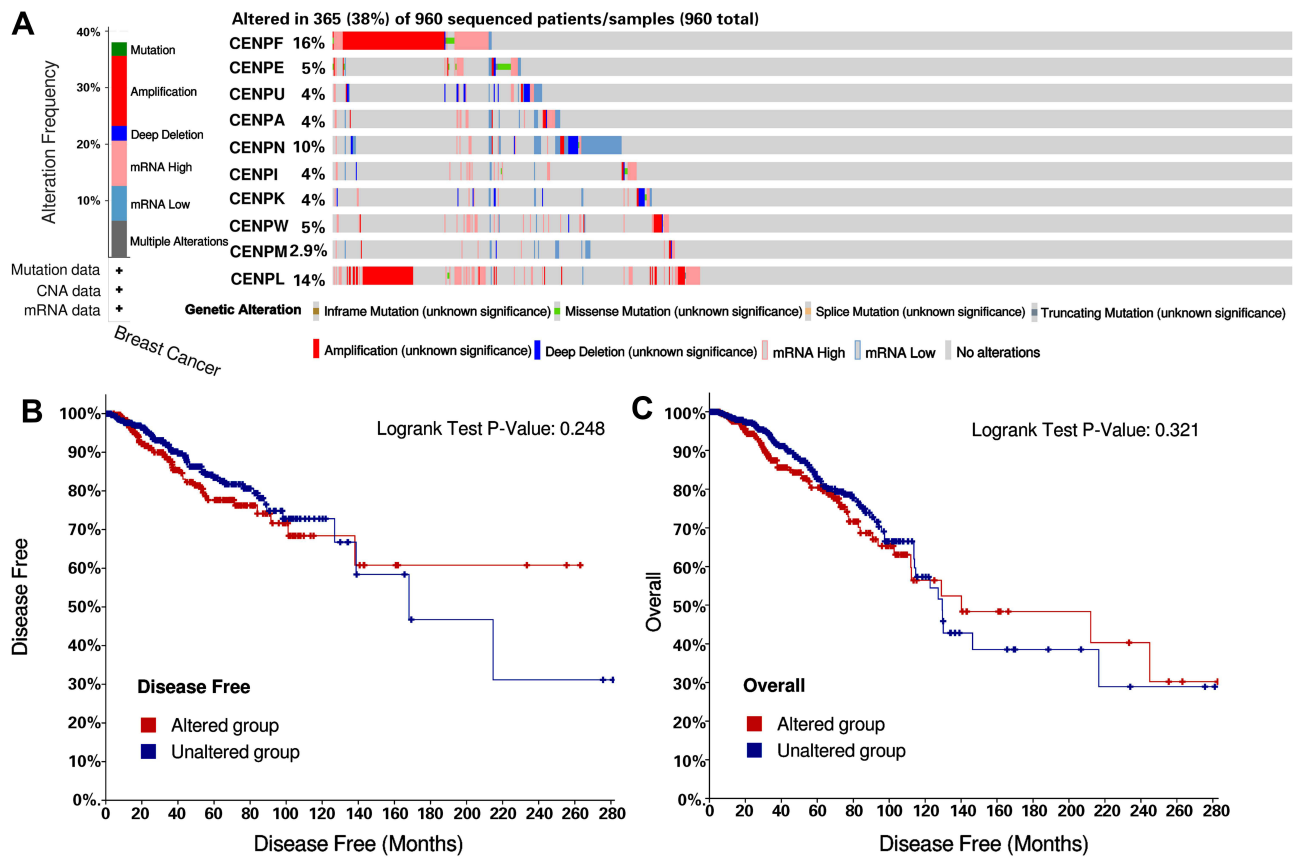 A
Altered in 365 (38%) of 960 sequenced patients/samples (960 total)
Alteration Frequency
40%
30%
20%
10%
Mutation
Amplification
Deep Deletion
mRNA High
mRNA Low
Multiple Alterations
Mutation data +
CNA data +
mRNA data +
Breast Cancer
CENPF 16%
CENPE 5%
CENPU 4%
CENPA 4%
CENPN 10%
CENPI 4%
CENPK 4%
CENPW 5%
CENPM 2.9%
CENPL 14%
Genetic Alteration Inframe Mutation (unknown significance) Missense Mutation (unknown significance) Splice Mutation (unknown significance) Truncating Mutation (unknown significance)
Amplification (unknown significance) Deep Deletion (unknown significance) mRNA High mRNA Low No alterations
B
Logrank Test P-Value: 0.248
Disease Free
100%
90%
80%
70%
60%
50%
40%
30%
20%
10%
0%.
Disease Free
Altered group
Unaltered group
0 20 40 60 80 100 120 140 160 180 200 220 240 260 280
Disease Free (Months)
C
Logrank Test P-Value: 0.321
Overall
100%
90%
80%
70%
60%
50%
40%
30%
20%
10%
0%.
Overall
Altered group
Unaltered group
0 20 40 60 80 100 120 140 160 180 200 220 240 260 280
Disease Free (Months)